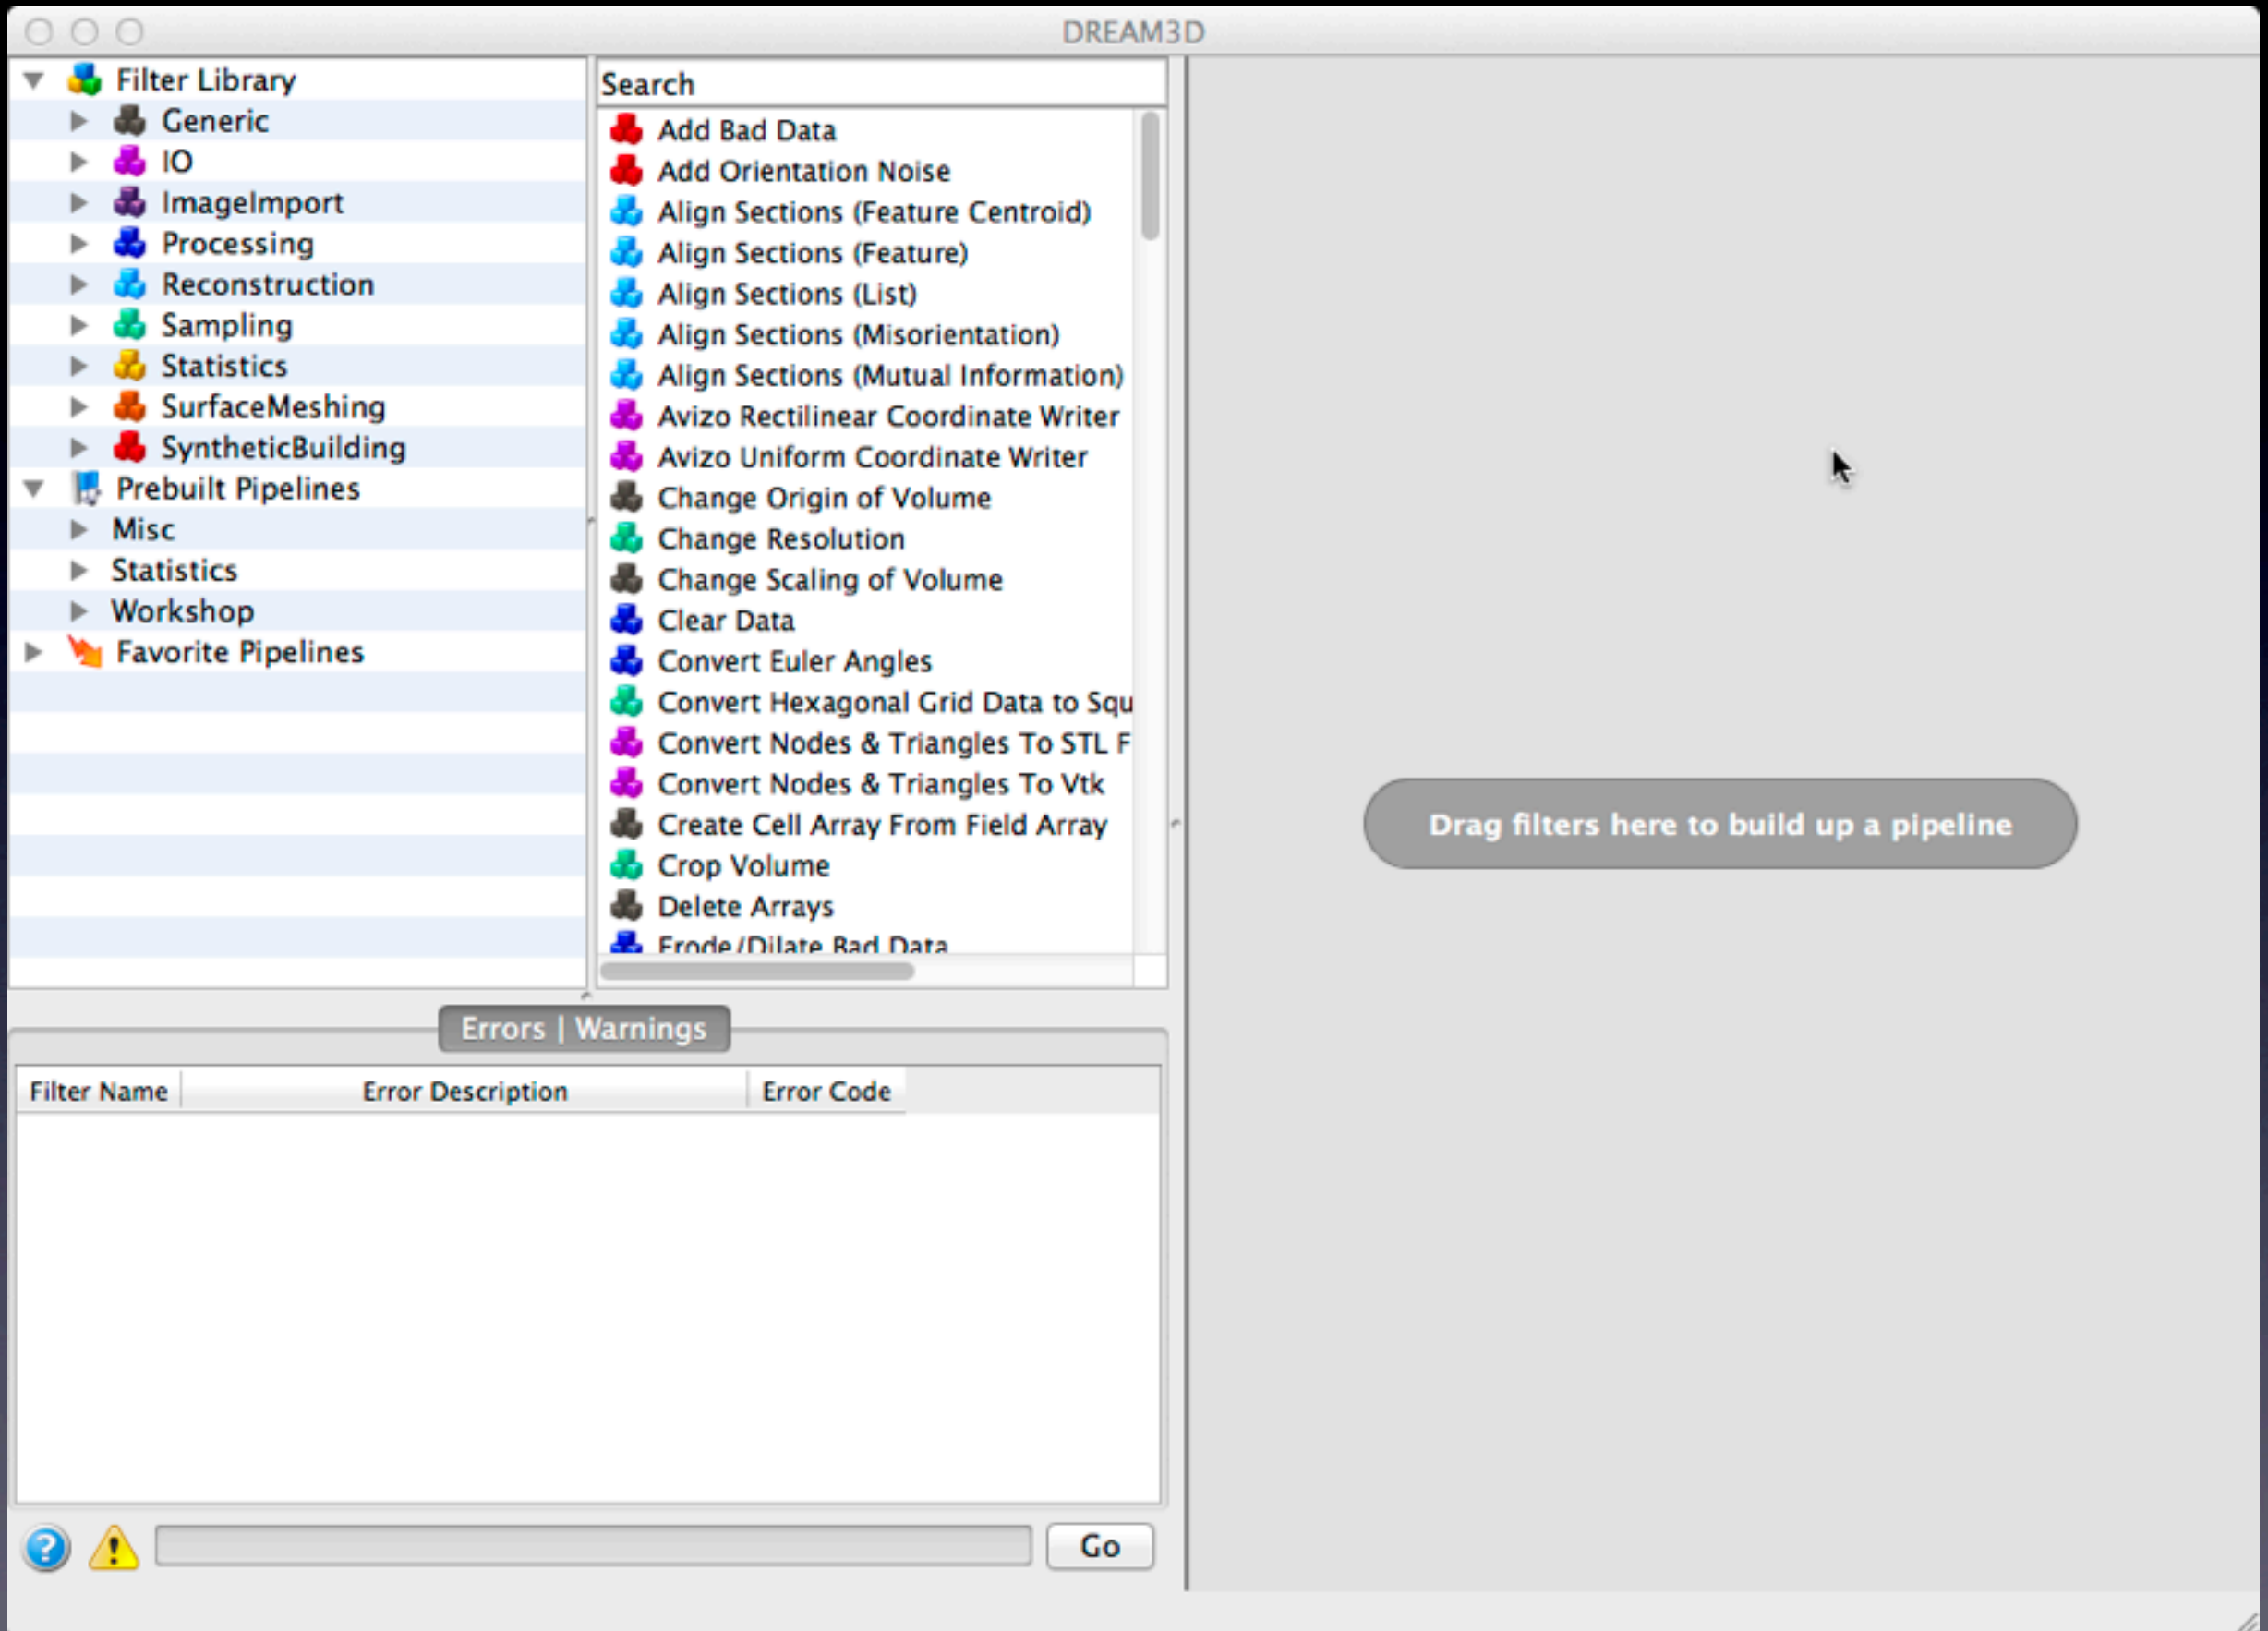 DREAM3D
Filter Library
Generic
IO
ImageImport
Processing
Reconstruction
Sampling
Statistics
SurfaceMeshing
SyntheticBuilding
Prebuilt Pipelines
Misc
Statistics
Workshop
Favorite Pipelines
Search
Add Bad Data
Add Orientation Noise
Align Sections (Feature Centroid)
Align Sections (Feature)
Align Sections (List)
Align Sections (Misorientation)
Align Sections (Mutual Information)
Avizo Rectilinear Coordinate Writer
Avizo Uniform Coordinate Writer
Change Origin of Volume
Change Resolution
Change Scaling of Volume
Clear Data
Convert Euler Angles
Convert Hexagonal Grid Data to Squ
Convert Nodes & Triangles To STL F
Convert Nodes & Triangles To Vtk
Create Cell Array From Field Array
Crop Volume
Delete Arrays
Erode/Dilate Bad Data
Drag filters here to build up a pipeline
Errors | Warnings
Filter Name Error Description Error Code
Go